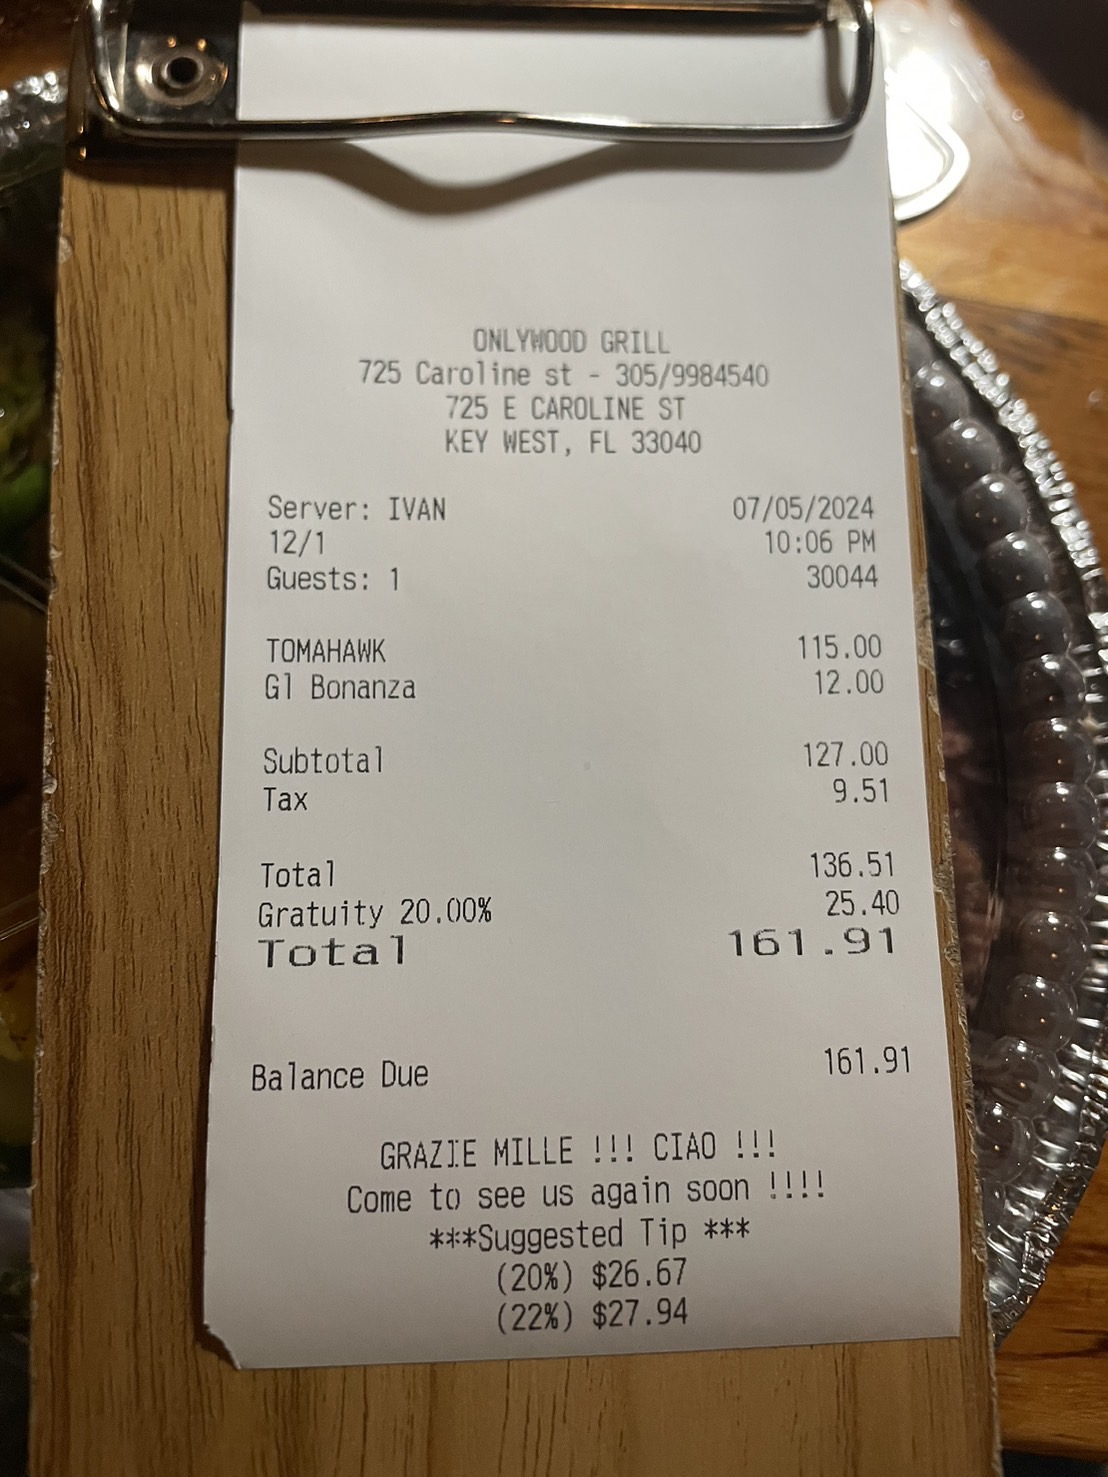 ONLYWOOD GRILL
725 Caroline st - 305/9984540
725 E CAROLINE ST
KEY WEST, FL 33040
Server: IVAN 07/05/2024
12/1 10:06 PM
Guests: 1 30044
TOMAHAWK 115.00
Gl Bonanza 12.00
Subtotal 127.00
Tax 9.51
Total 136.51
Gratuity 20.00% 25.40
Total 161.91
Balance Due 161.91
GRAZIE MILLE !!! CIAO !!!
Come to see us again soon !!!!
***Suggested Tip ***
(20%) $26.67
(22%) $27.94